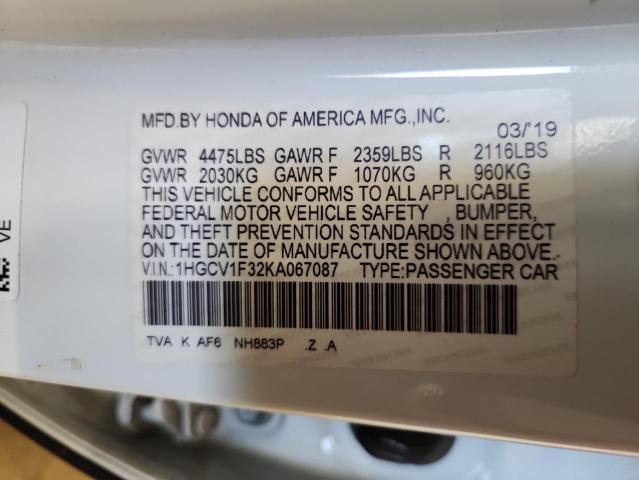 MFD.BY HONDA OF AMERICA MFG.,INC.
03/'19
GVWR 4475LBS GAWR F 2359LBS R 2116LBS
GVWR 2030KG GAWR F 1070KG R 960KG
THIS VEHICLE CONFORMS TO ALL APPLICABLE
FEDERAL MOTOR VEHICLE SAFETY , BUMPER,
AND THEFT PREVENTION STANDARDS IN EFFECT
ON THE DATE OF MANUFACTURE SHOWN ABOVE.
V.I.N.:1HGCV1F32KA067087 TYPE:PASSENGER CAR
TVA K AF6 NH883P .Z .A
VE